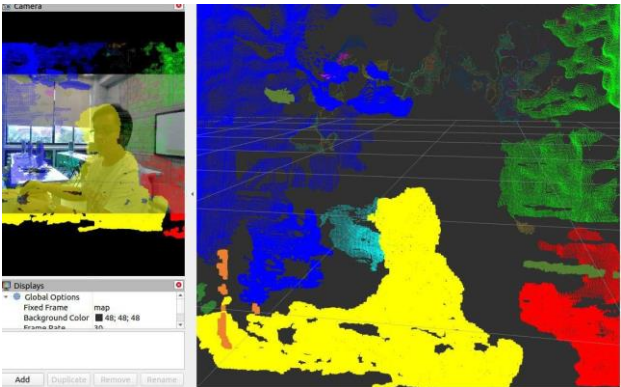 Camera
Displays
Global Options
Fixed Frame map
Background Color 48; 48; 48
Frame Rate 30
Add Duplicate Remove Rename